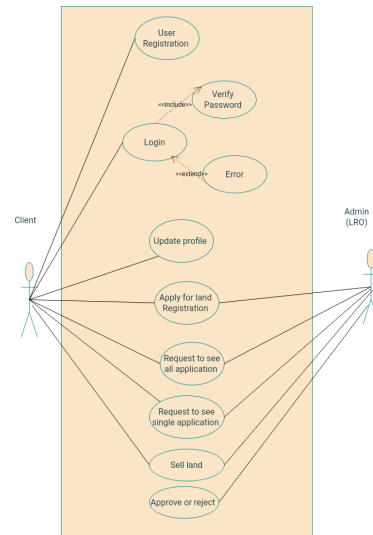 User
Registration
<<include>>
Verify
Password
Login
<<extend>>
Error
Client
Admin
(LRO)
Update profile
Apply for land
Registration
Request to see
all application
Request to see
single application
Sell land
Approve or reject